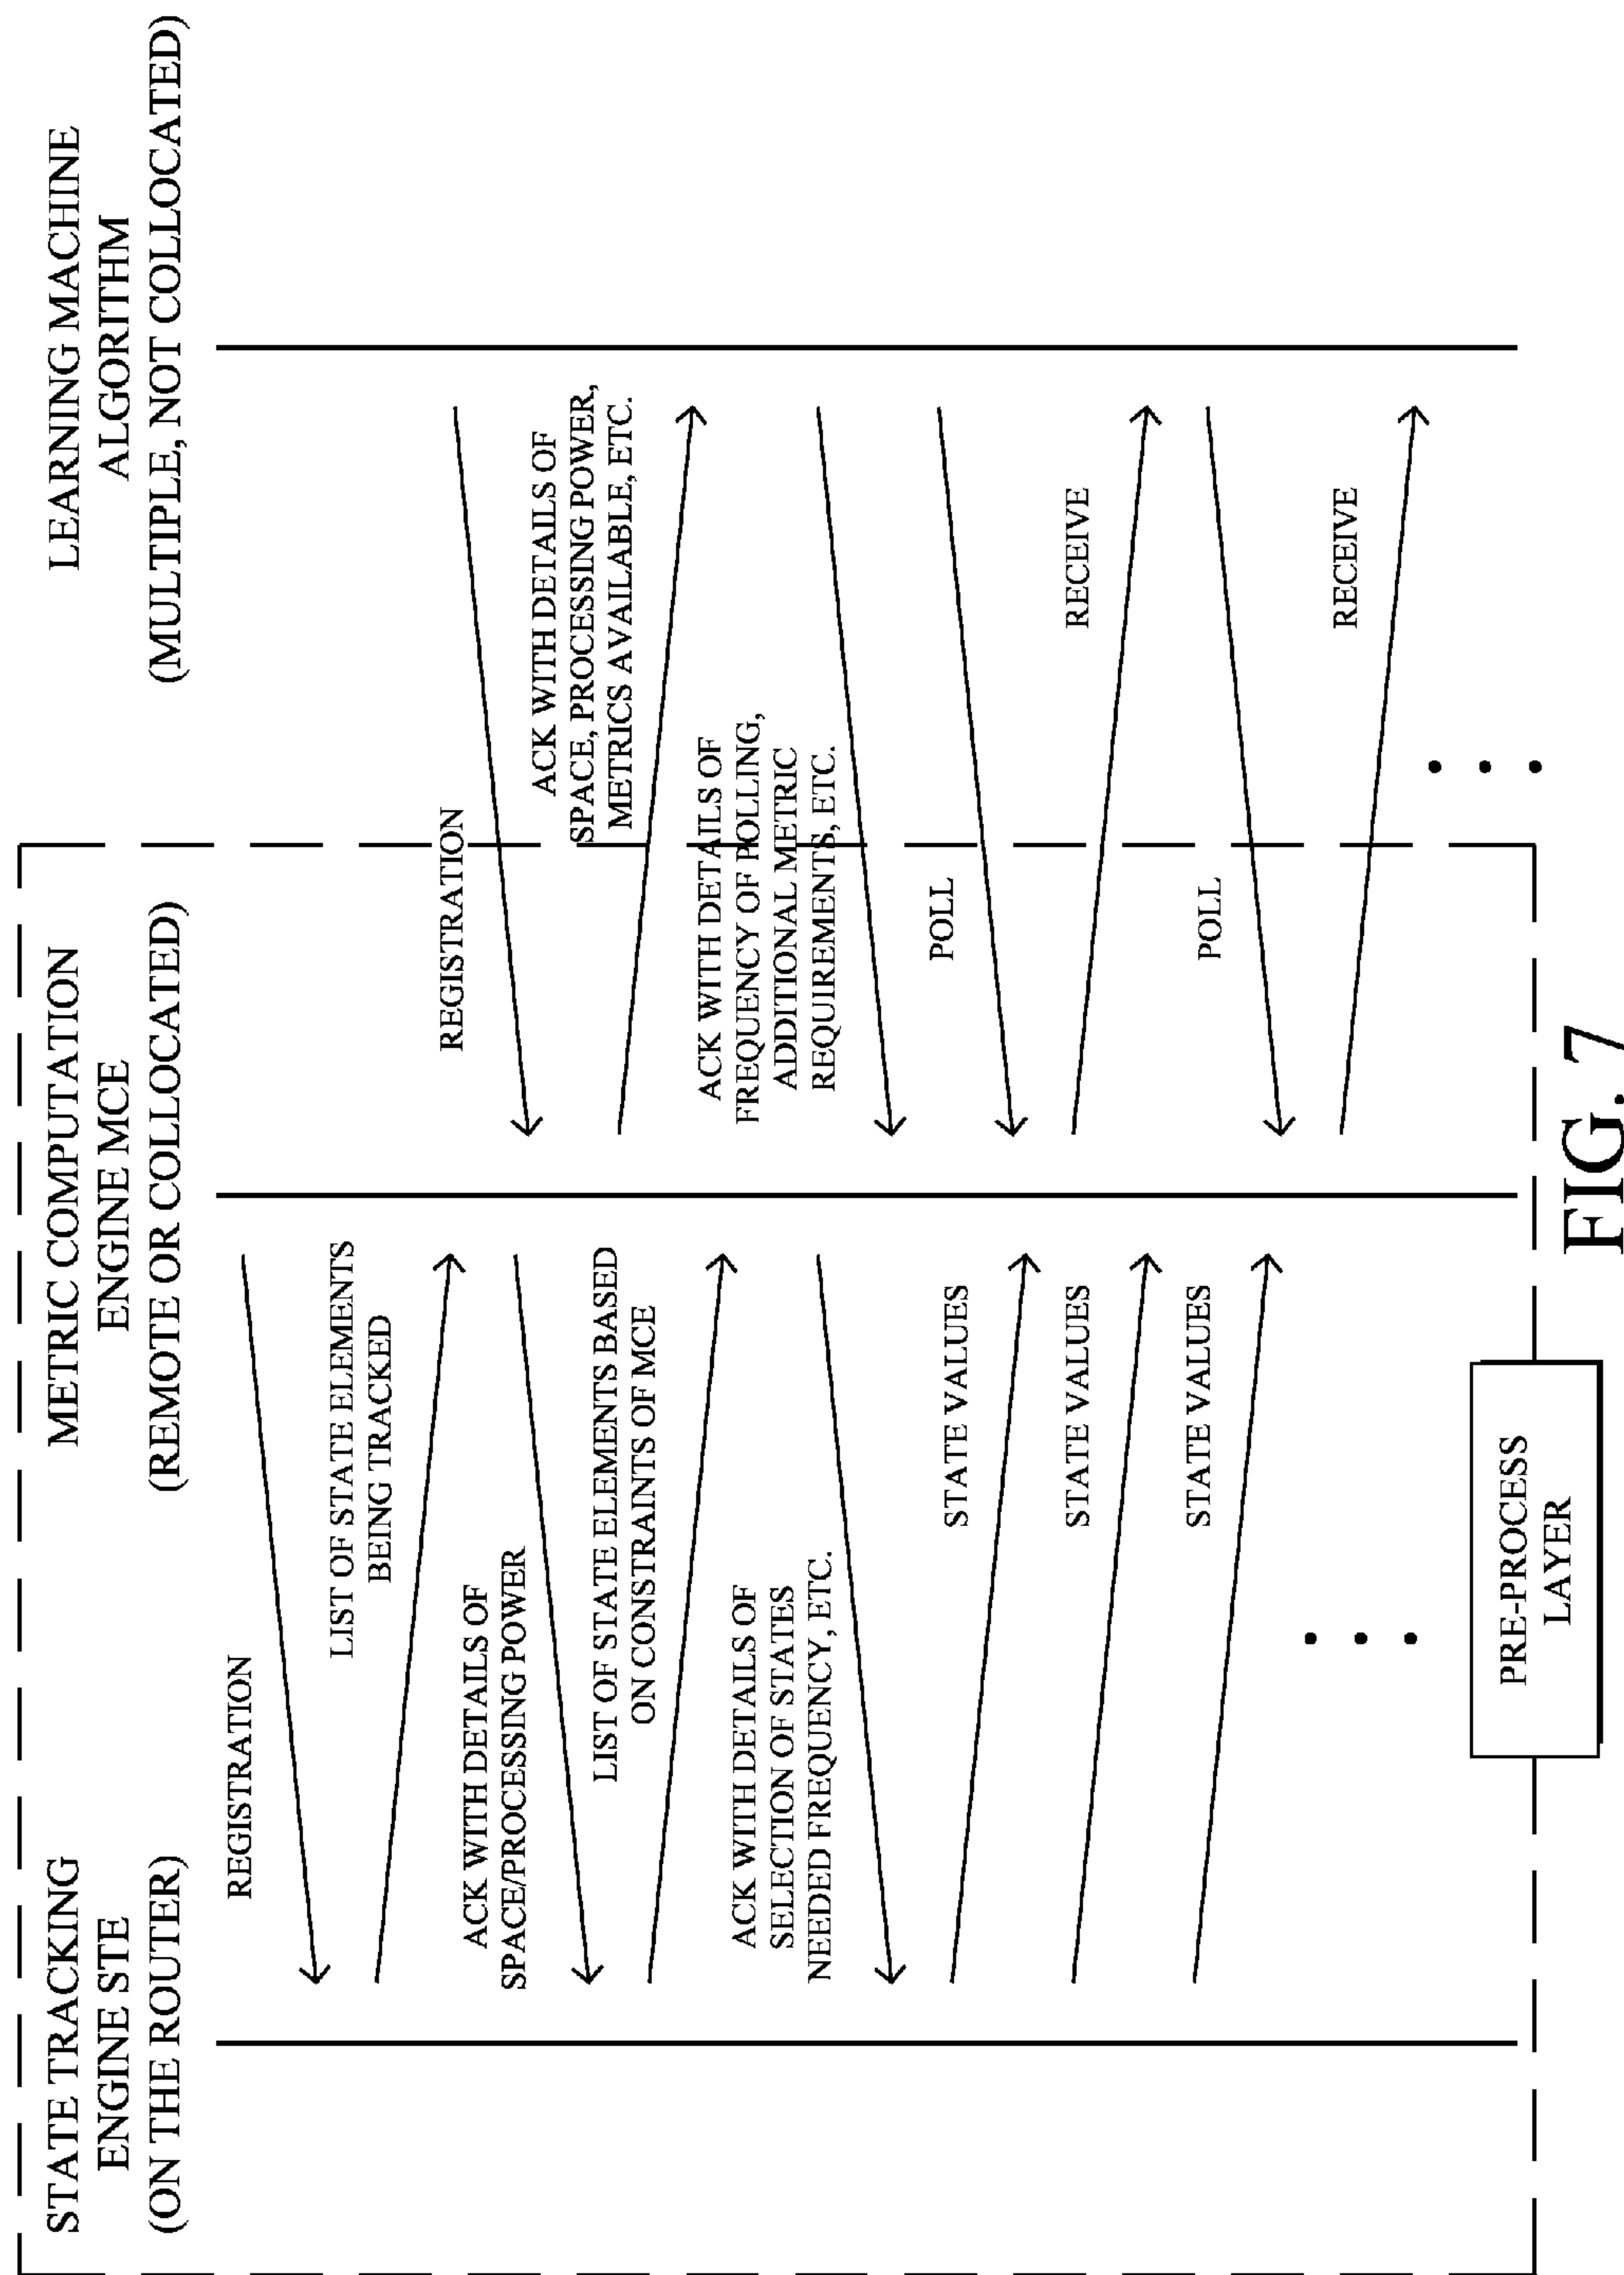 STATE TRACKING
ENGINE STE
(ON THE ROUTER)
METRIC COMPUTATION
ENGINE MCE
(REMOTE OR COLLOCATED)
LEARNING MACHINE
ALGORITHM
(MULTIPLE, NOT COLLOCATED)
REGISTRATION
LIST OF STATE ELEMENTS
BEING TRACKED
ACK WITH DETAILS OF
SPACE/PROCESSING POWER
LIST OF STATE ELEMENTS BASED
ON CONSTRAINTS OF MCE
ACK WITH DETAILS OF
SELECTION OF STATES
NEEDED FREQUENCY, ETC.
STATE VALUES
STATE VALUES
STATE VALUES
REGISTRATION
ACK WITH DETAILS OF
SPACE, PROCESSING POWER,
METRICS AVAILABLE, ETC.
ACK WITH DETAILS OF
FREQUENCY OF POLLING,
ADDITIONAL METRIC
REQUIREMENTS, ETC.
POLL
RECEIVE
POLL
RECEIVE
PRE-PROCESS
LAYER
FIG. 7